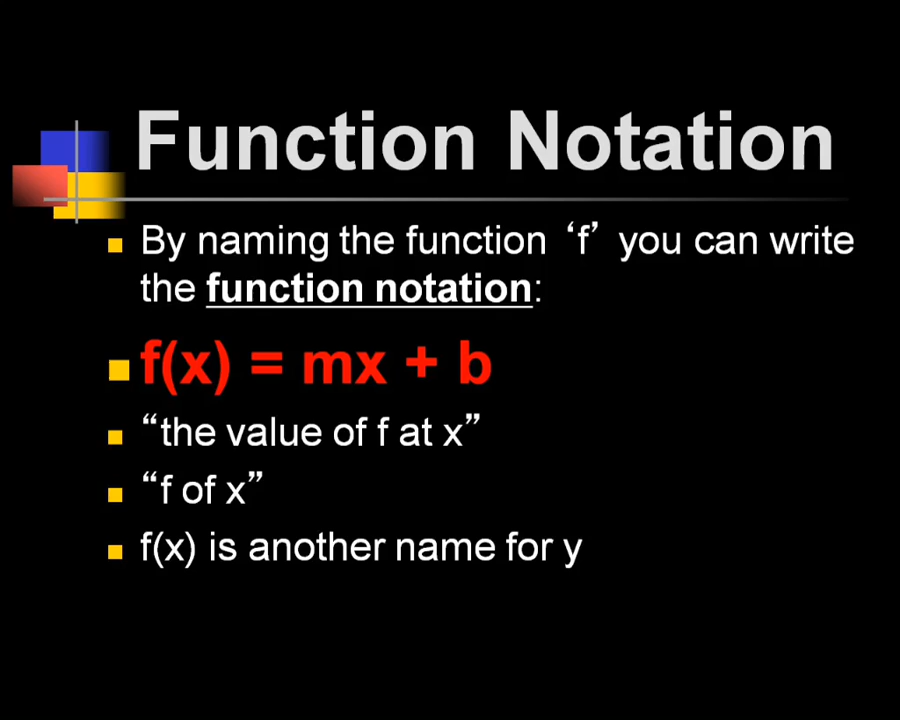 Function Notation
By naming the function ‘f’ you can write
the function notation:
f(x) = mx + b
“the value of f at x”
“f of x”
f(x) is another name for y